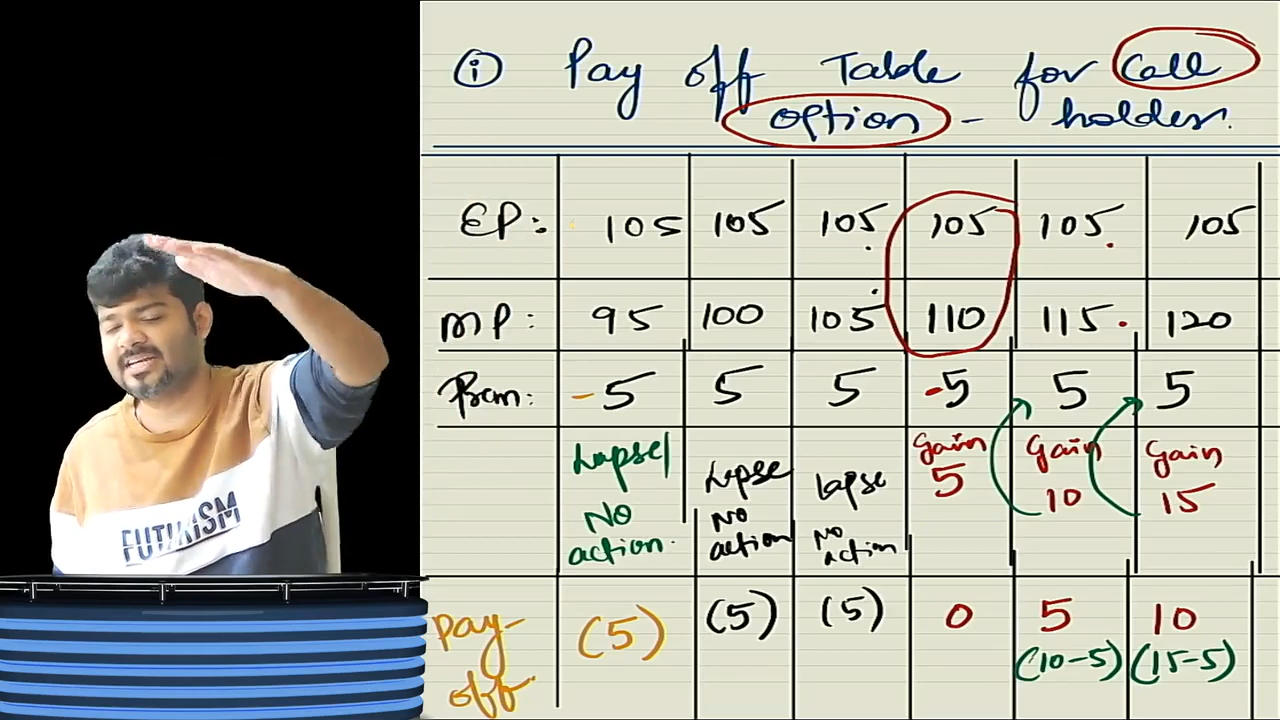 (i) Pay off Table for Call
option - holder.
EP: 105 105 105 105 105 105
MP: 95 100 105 110 115 120
Prem: -5 5 5 -5 5 5
Lapse/ Lapse Lapse Gain Gain Gain
No action. No action No action 5 10 15
Pay-off (5) (5) (5) 0 5 10
(10-5) (15-5)
FUTURISM